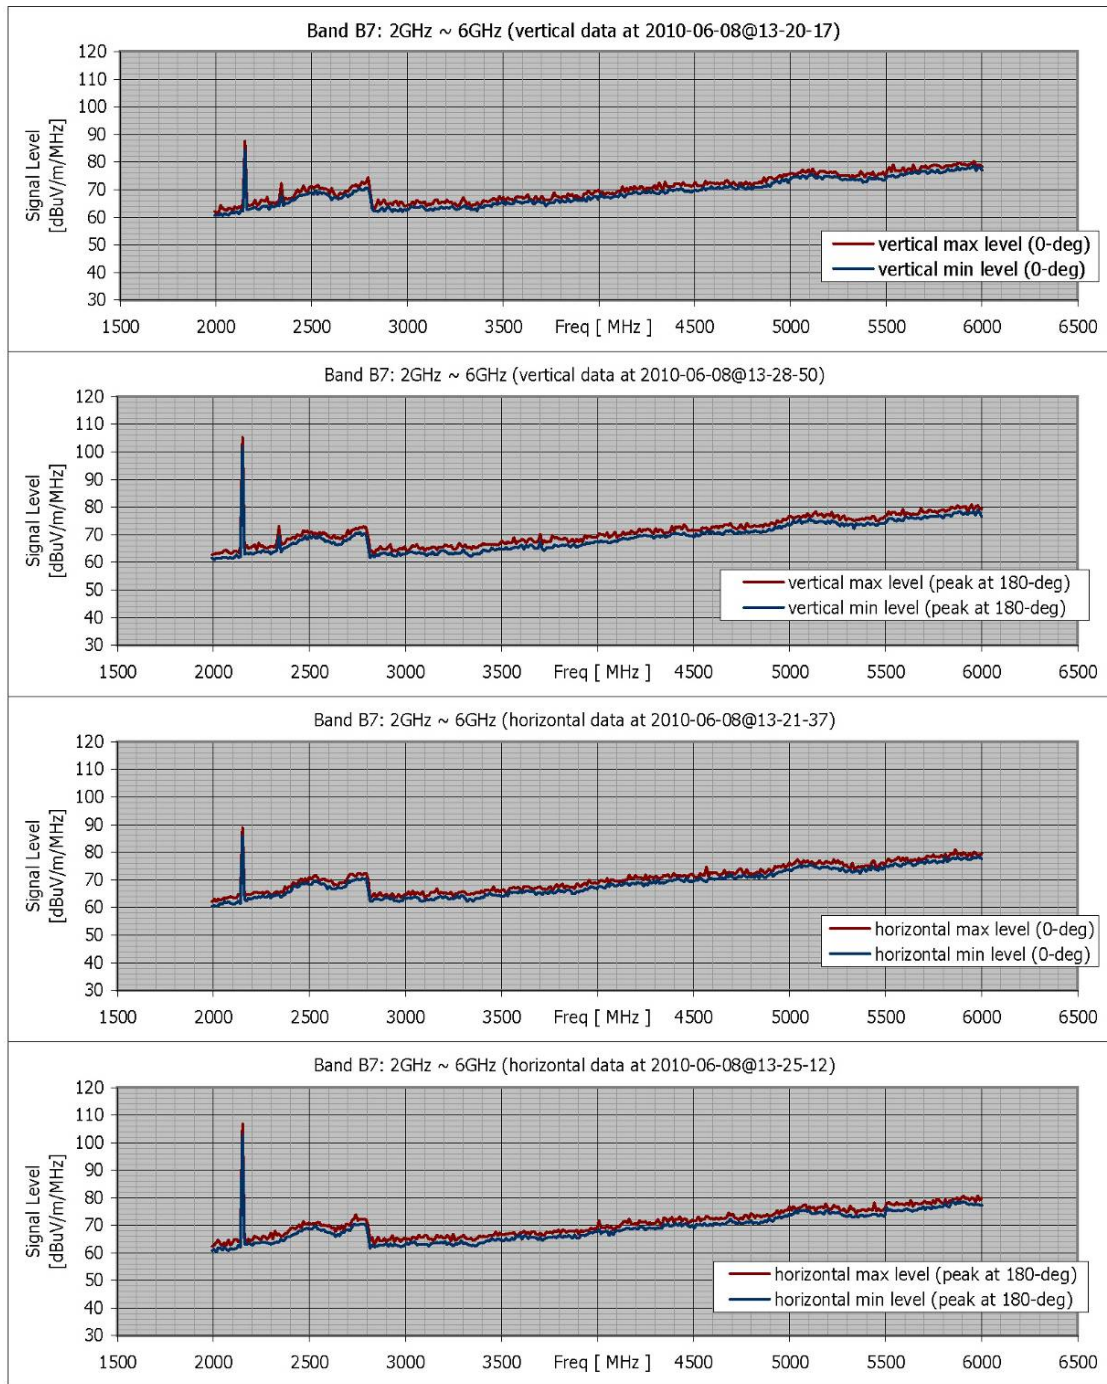 Band B7: 2GHz ~ 6GHz (vertical data at 2010-06-08@13-20-17)
120
110
100
90
80
70
60
50
40
30
Signal Level
[dBuV/m/MHz]
vertical max level (0-deg)
vertical min level (0-deg)
1500 2000 2500 3000 3500 Freq [ MHz ] 4500 5000 5500 6000 6500
Band B7: 2GHz ~ 6GHz (vertical data at 2010-06-08@13-28-50)
120
110
100
90
80
70
60
50
40
30
Signal Level
[dBuV/m/MHz]
vertical max level (peak at 180-deg)
vertical min level (peak at 180-deg)
1500 2000 2500 3000 3500 Freq [ MHz ] 4500 5000 5500 6000 6500
Band B7: 2GHz ~ 6GHz (horizontal data at 2010-06-08@13-21-37)
120
110
100
90
80
70
60
50
40
30
Signal Level
[dBuV/m/MHz]
horizontal max level (0-deg)
horizontal min level (0-deg)
1500 2000 2500 3000 3500 Freq [ MHz ] 4500 5000 5500 6000 6500
Band B7: 2GHz ~ 6GHz (horizontal data at 2010-06-08@13-25-12)
120
110
100
90
80
70
60
50
40
30
Signal Level
[dBuV/m/MHz]
horizontal max level (peak at 180-deg)
horizontal min level (peak at 180-deg)
1500 2000 2500 3000 3500 Freq [ MHz ] 4500 5000 5500 6000 6500